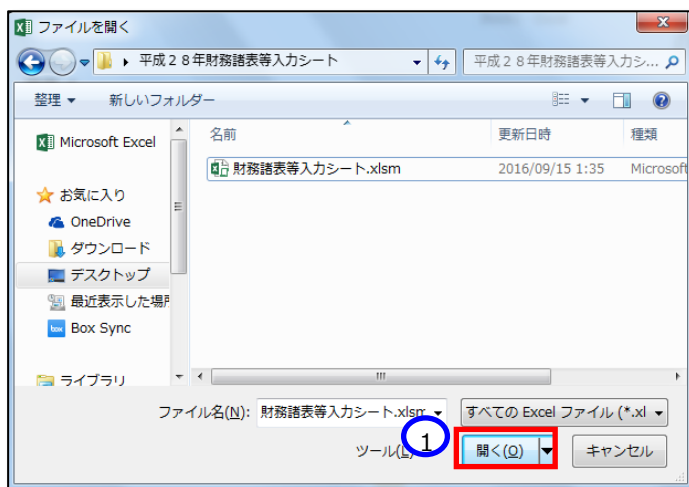 ファイルを開く
平成２８年財務諸表等入力シート
平成２８年財務諸表等入力シ...
整理
新しいフォルダー
Microsoft Excel
お気に入り
OneDrive
ダウンロード
デスクトップ
最近表示した場所
Box Sync
ライブラリ
名前
更新日時
種類
財務諸表等入力シート.xlsm
2016/09/15 1:35
Microsoft
ファイル名(N):
財務諸表等入力シート.xlsm
すべての Excel ファイル (*.xl
ツール(L)
1
開く(O)
キャンセル